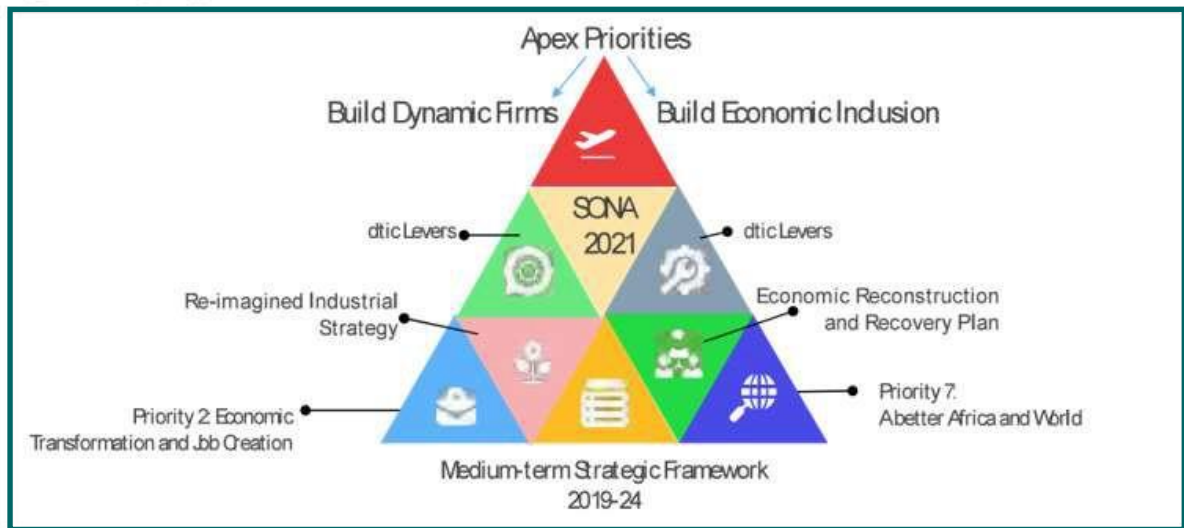 Apex Priorities
Build Dynamic Firms
Build Economic Inclusion
SONA
2021
dtic Levers
dtic Levers
Re-imagined Industrial
Strategy
Economic Reconstruction
and Recovery Plan
Priority 2: Economic
Transformation and Job Creation
Priority 7.
Abetter Africa and World
Medium-term Strategic Framework
2019-24